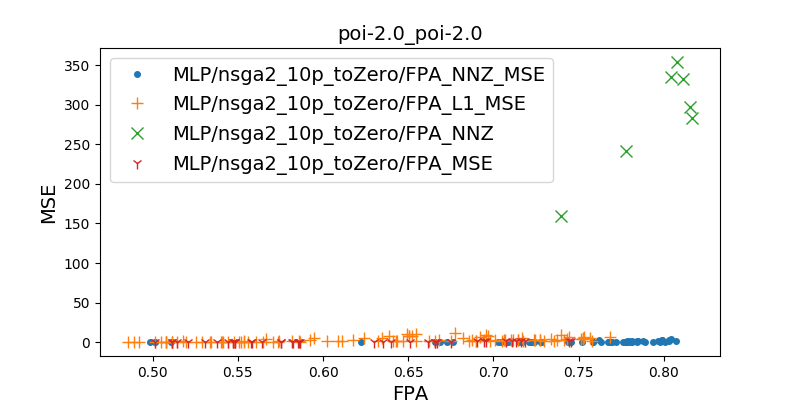 poi-2.0_poi-2.0
MLP/nsga2_10p_toZero/FPA_NNZ_MSE
MLP/nsga2_10p_toZero/FPA_L1_MSE
MLP/nsga2_10p_toZero/FPA_NNZ
MLP/nsga2_10p_toZero/FPA_MSE
MSE
350
300
250
200
150
100
50
0
0.50 0.55 0.60 0.65 0.70 0.75 0.80
FPA